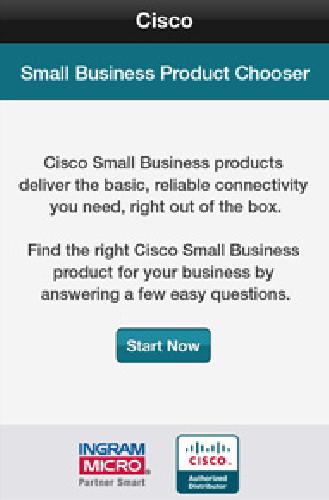 Cisco
Small Business Product Chooser
Cisco Small Business products
deliver the basic, reliable connectivity
you need, right out of the box.
Find the right Cisco Small Business
product for your business by
answering a few easy questions.
Start Now
INGRAM
MICRO®
Partner Smart
CISCO.
Authorized
Distributor